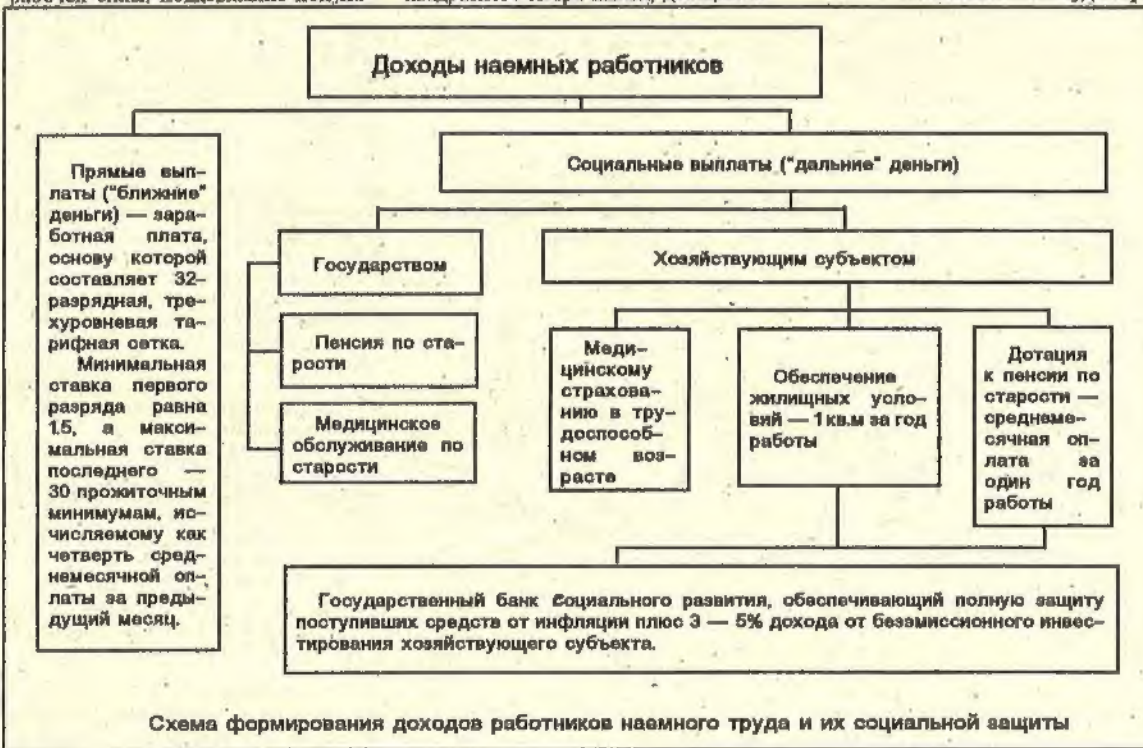 Доходы наемных работников
Прямые вып-
латы ("ближние"
деньги) — зара-
ботная плата,
основу которой
составляет 32-
разрядная, тре-
хуровневая та-
рифная сетка.
Минимальная
ставка первого
разряда равна
1,5, а макси-
мальная ставка
последнего —
30 прожиточным
минимумам, ис-
числяемому как
четверть сред-
немесячной оп-
латы за преды-
дущий месяц.
Социальные выплаты ("дальние" деньги)
Государством
Пенсия по ста-
рости
Медицинское
обслуживание по
старости
Хозяйствующим субъектом
Меди-
цинскому
страхова-
нию в тру-
доспособ-
ном воз-
расте
Обеспечение
жилищных усло-
вий — 1 кв.м за год
работы
Дотация
к пенсии по
старости —
среднеме-
сячная оп-
лата за
один год
работы
Государственный банк Социального развития, обеспечивающий полную защиту
поступивших средств от инфляции плюс 3 — 5% дохода от безэмиссионного инвес-
тирования хозяйствующего субъекта.
Схема формирования доходов работников наемного труда и их социальной защиты